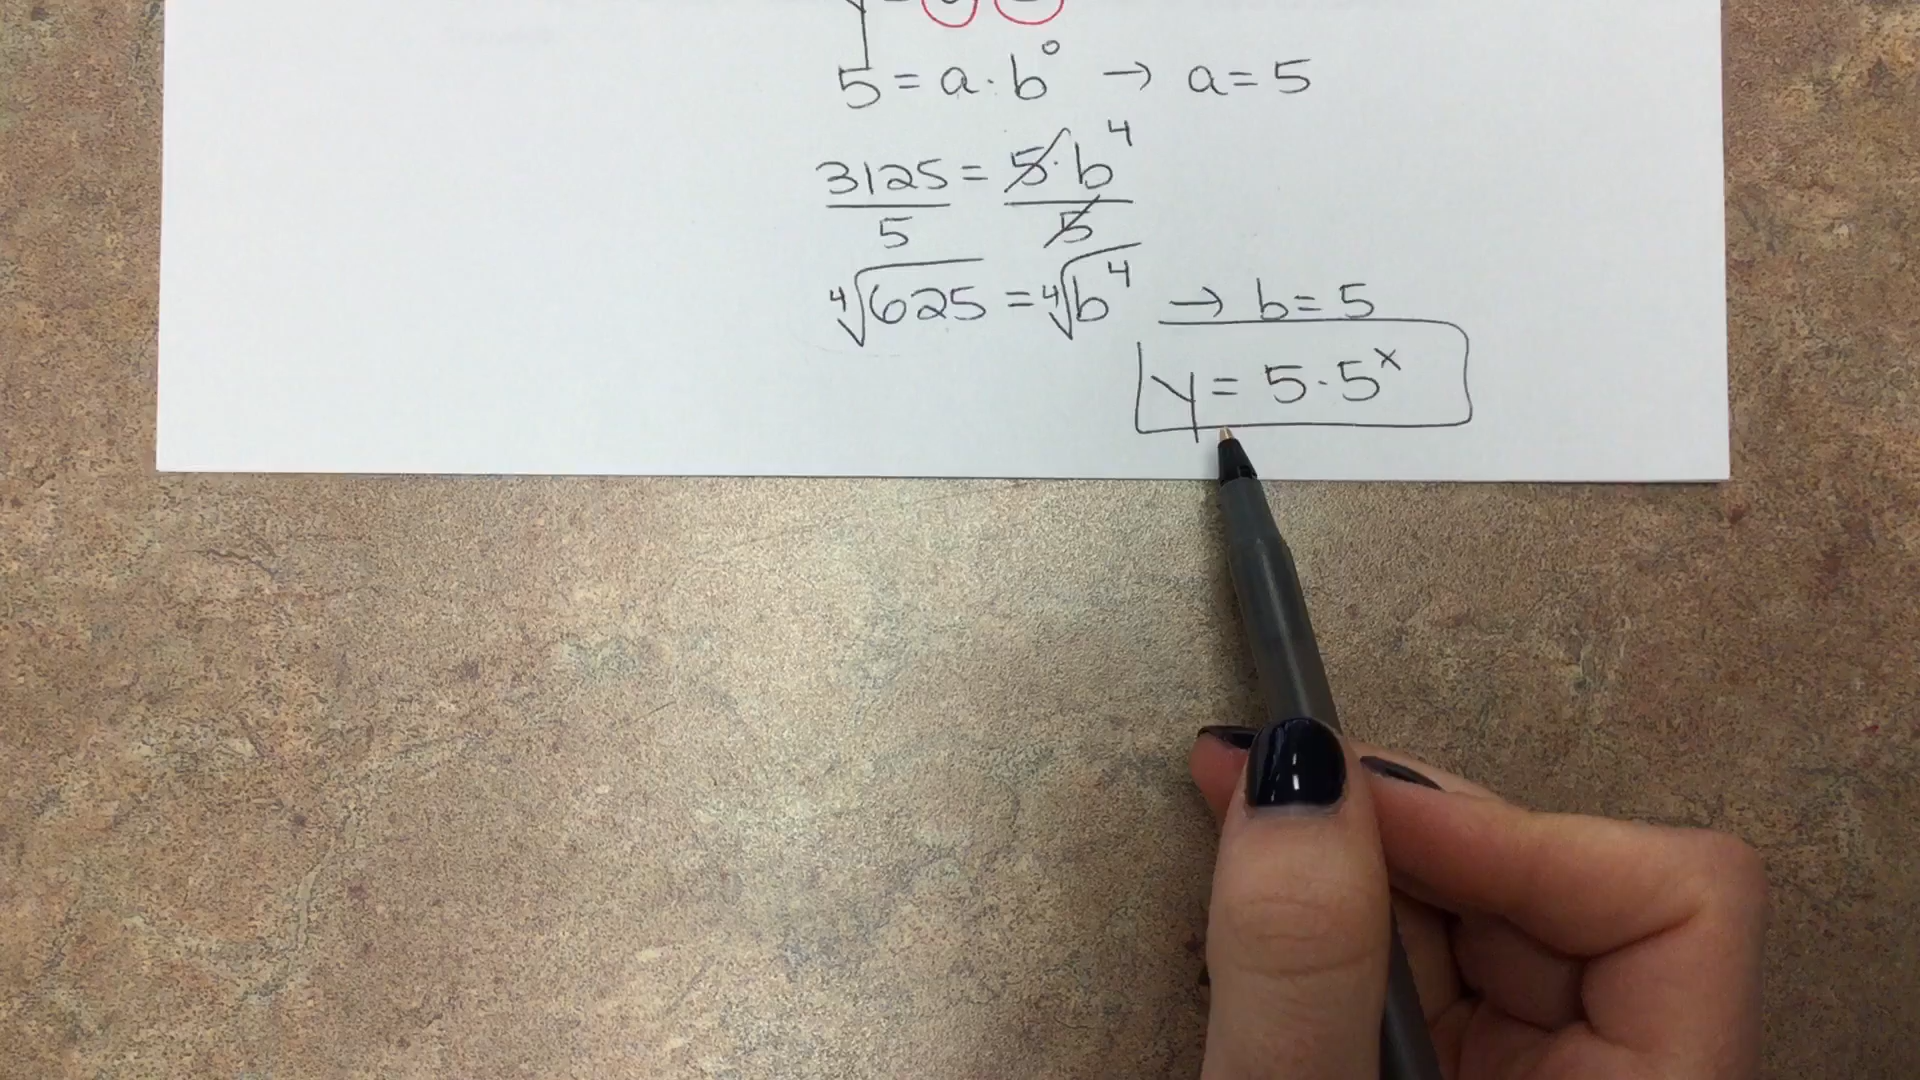 5 = a · b⁰ → a = 5
3125/5 = 5 · b⁴/5
⁴√625 = ⁴√b⁴ → b = 5
y = 5 · 5ˣ